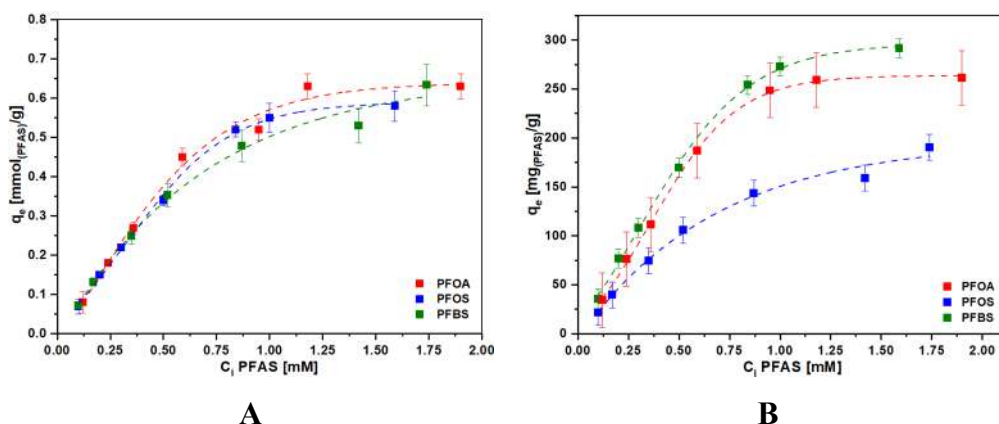 0.8
0.7
0.6
0.5
0.4
0.3
0.2
0.1
0.0
qe [mmol(PFAS)/g]
0.00 0.25 0.50 0.75 1.00 1.25 1.50 1.75 2.00
Ci PFAS [mM]
PFOA
PFOS
PFBS
A
300
250
200
150
100
50
0
qe [mg(PFAS)/g]
0.00 0.25 0.50 0.75 1.00 1.25 1.50 1.75 2.00
Ci PFAS [mM]
PFOA
PFOS
PFBS
B